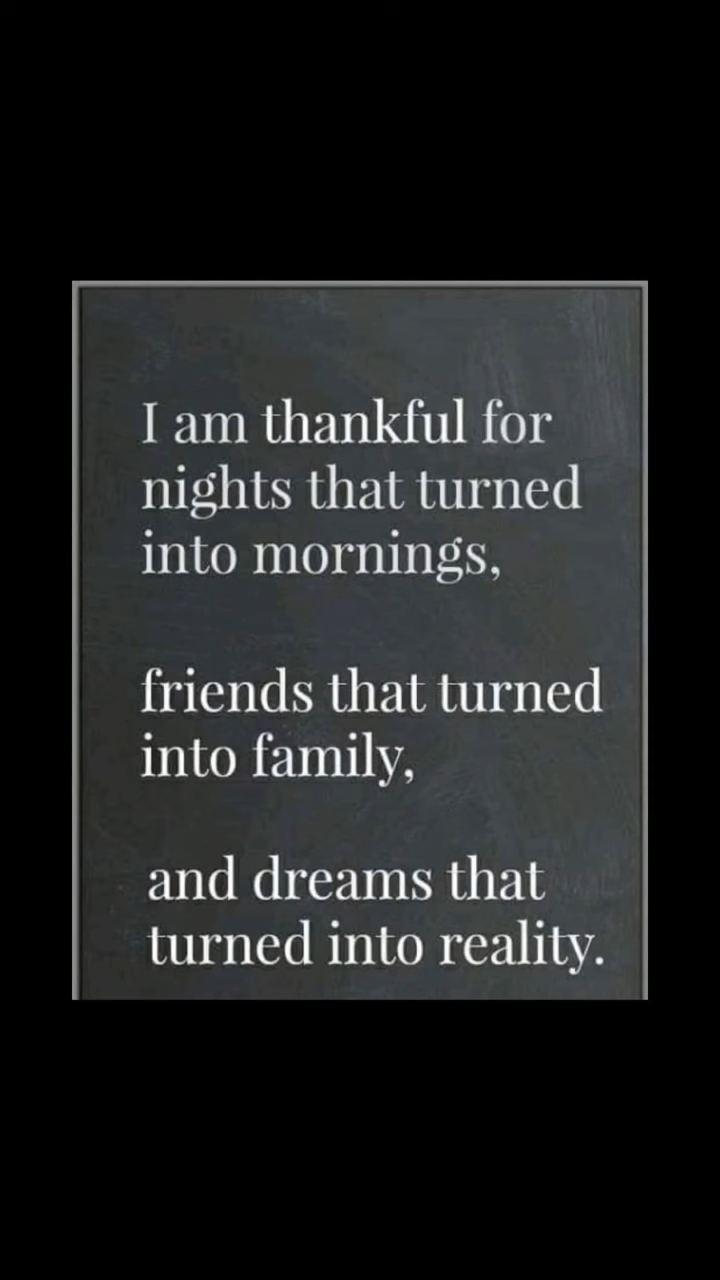 I am thankful for
nights that turned
into mornings,
friends that turned
into family,
and dreams that
turned into reality.